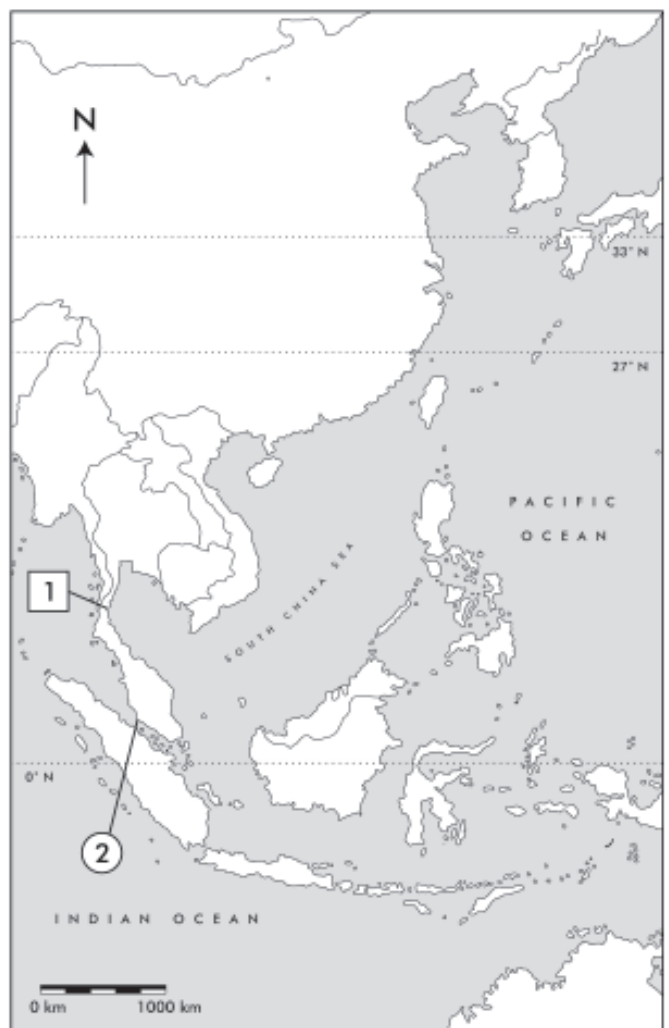 N
33° N
27° N
PACIFIC
OCEAN
1
SOUTH CHINA SEA
0° N
2
INDIAN OCEAN
0 km 1000 km